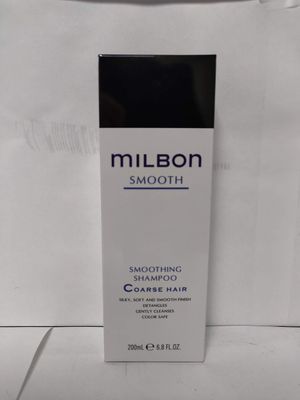 MILBON
SMOOTH
SMOOTHING
SHAMPOO
COARSE HAIR
SILKY, SOFT AND SMOOTH FINISH
DETANGLES
GENTLY CLEANSES
COLOR SAFE
200mL ℮ 6.8 FL.OZ.